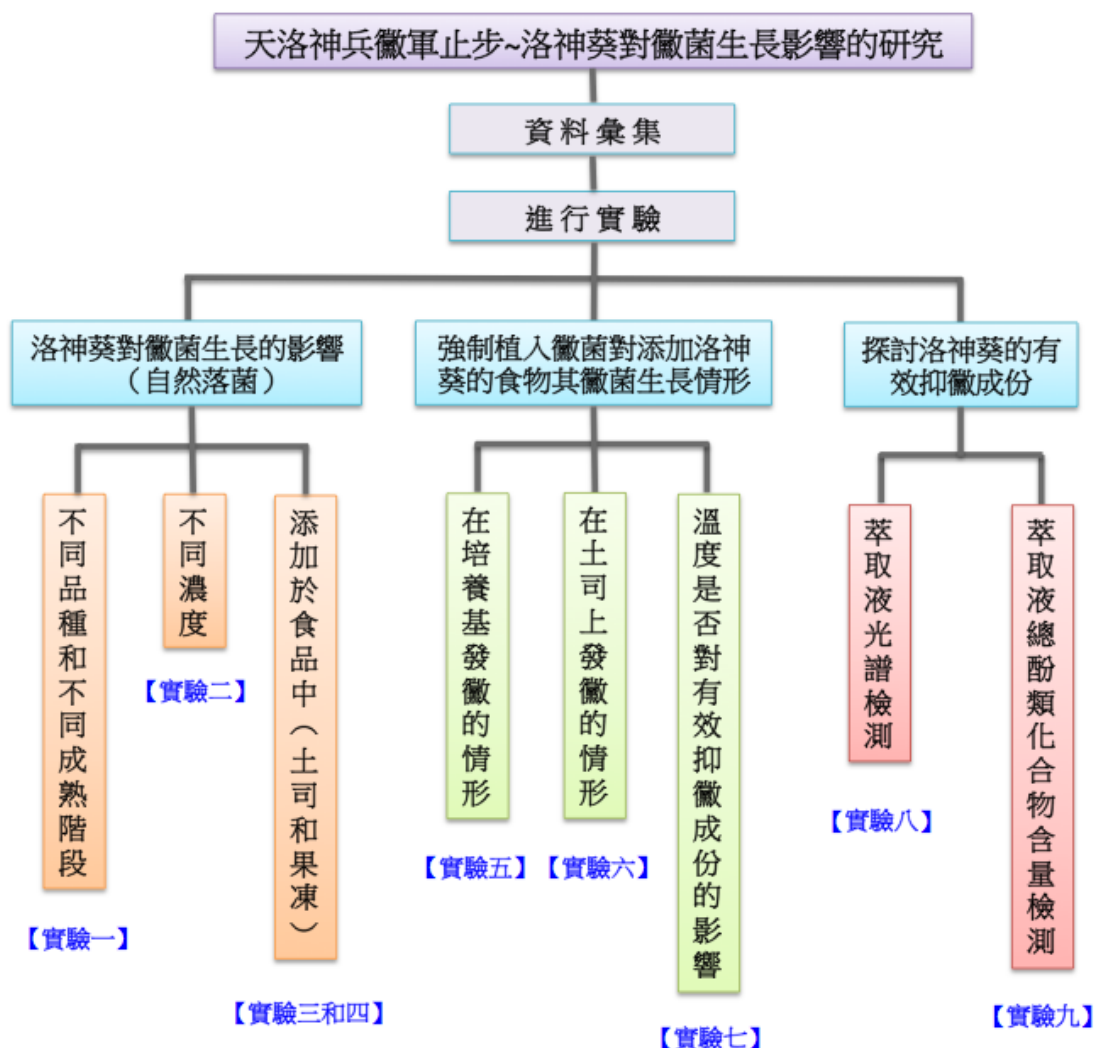 天洛神兵黴軍止步~洛神葵對黴菌生長影響的研究
資料彙集
進行實驗
洛神葵對黴菌生長的影響
（自然落菌）
強制植入黴菌對添加洛神
葵的食物其黴菌生長情形
探討洛神葵的有
效抑黴成份
不同品種和不同成熟階段
【實驗一】
不同濃度
【實驗二】
添加於食品中（土司和果凍）
【實驗三和四】
在培養基發黴的情形
【實驗五】
在土司上發黴的情形
【實驗六】
溫度是否對有效抑黴成份的影響
【實驗七】
萃取液光譜檢測
【實驗八】
萃取液總酚類化合物含量檢測
【實驗九】